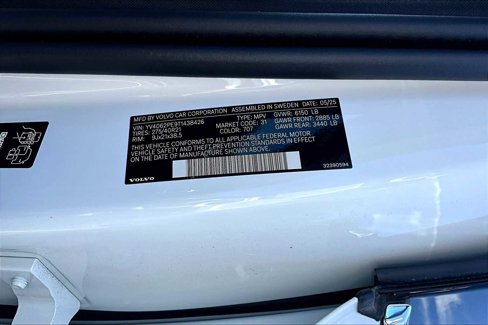 MFD BY VOLVO CAR CORPORATION ASSEMBLED IN SWEDEN DATE: 05/25
VIN: YV4062PE9T1438426 TYPE: MPV GVWR: 6150 LB
TIRES: 275/40R21 MARKET CODE: 31 GAWR FRONT: 2885 LB
RIM: 9Jx21x38.5 COLOR: 707 GAWR REAR: 3440 LB
THIS VEHICLE CONFORMS TO ALL APPLICABLE FEDERAL MOTOR
VEHICLE SAFETY AND THEFT PREVENTION STANDARDS IN EFFECT
ON THE DATE OF MANUFACTURE SHOWN ABOVE.
VOLVO 32390594